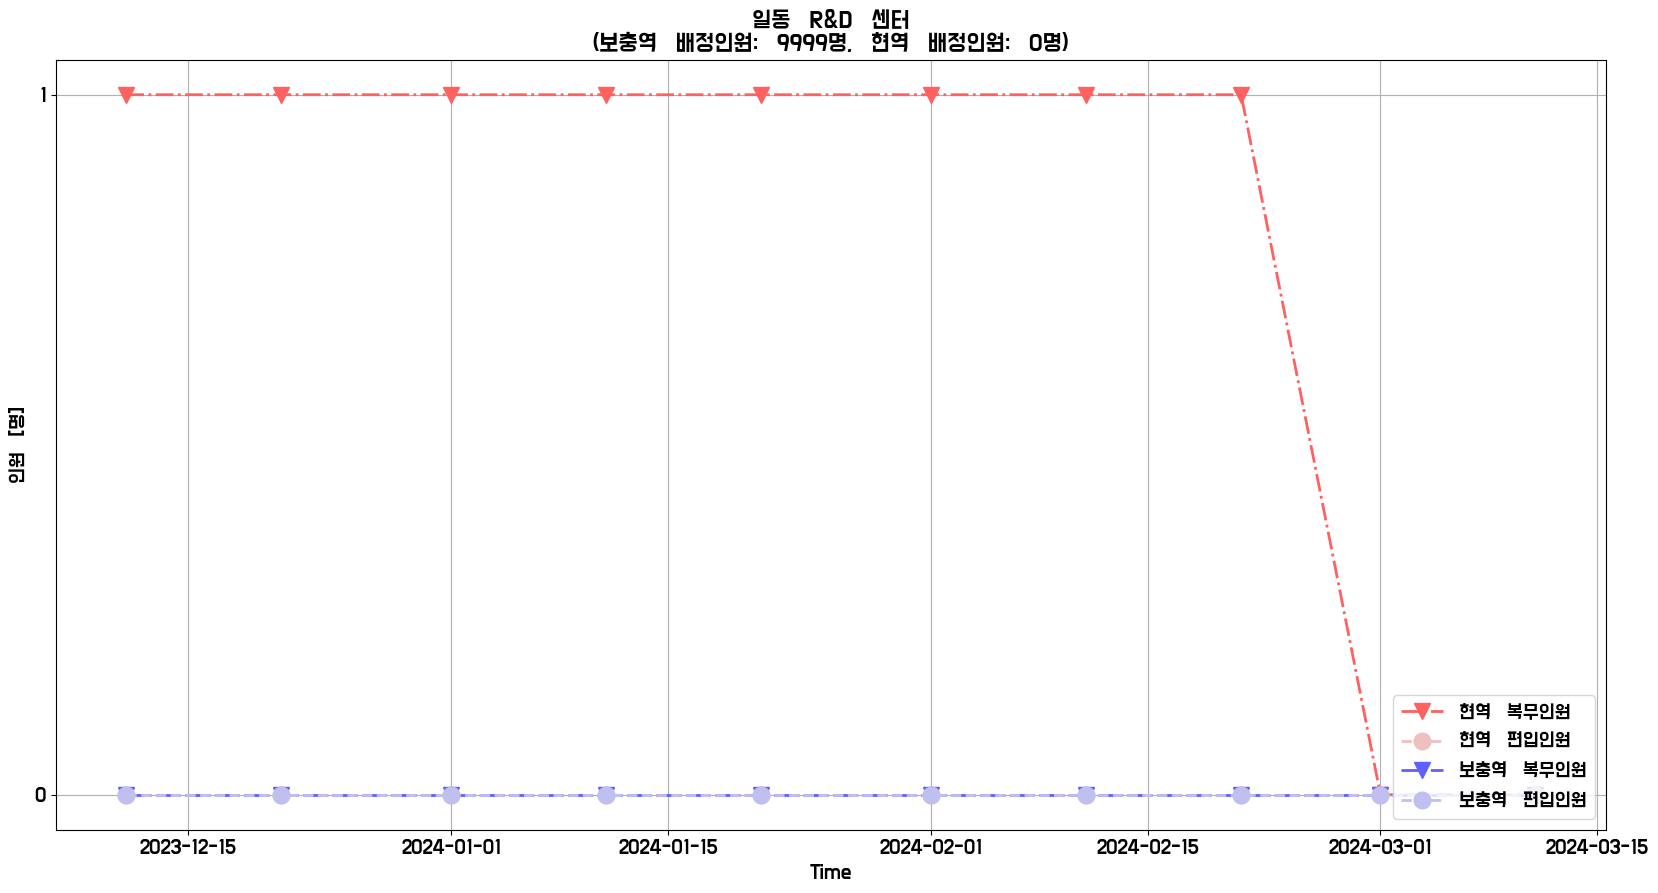 일동 R&D 센터
(보충역 배정인원: 9999명, 현역 배정인원: 0명)
1
0
인원 [명]
현역 복무인원
현역 편입인원
보충역 복무인원
보충역 편입인원
2023-12-15 2024-01-01 2024-01-15 2024-02-01 2024-02-15 2024-03-01 2024-03-15
Time